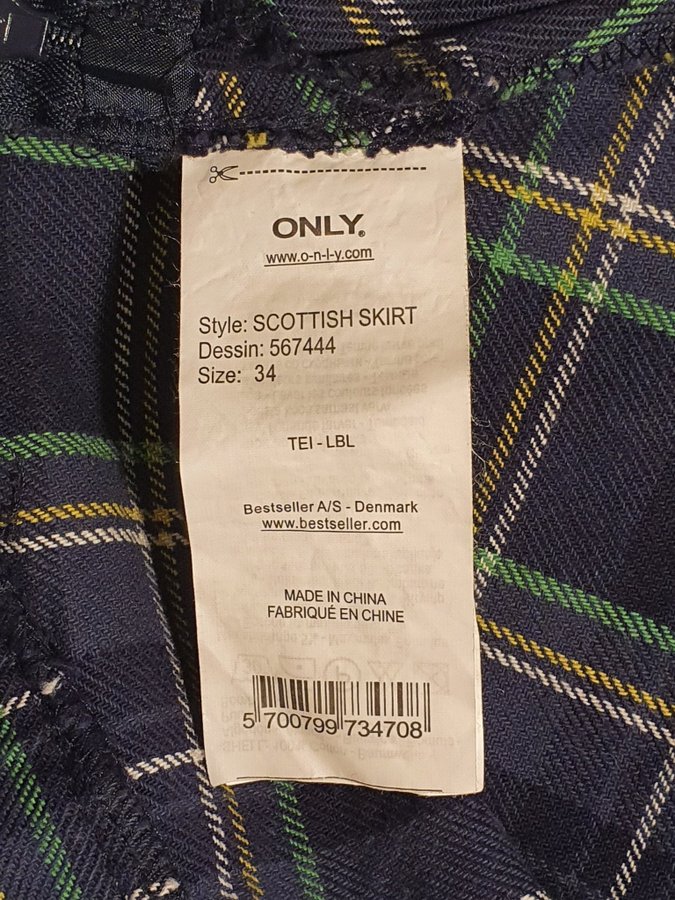 ONLY®
www.o-n-l-y.com
Style: SCOTTISH SKIRT
Dessin: 567444
Size: 34
TEI - LBL
Bestseller A/S - Denmark
www.bestseller.com
MADE IN CHINA
FABRIQUÉ EN CHINE
5 700799 734708